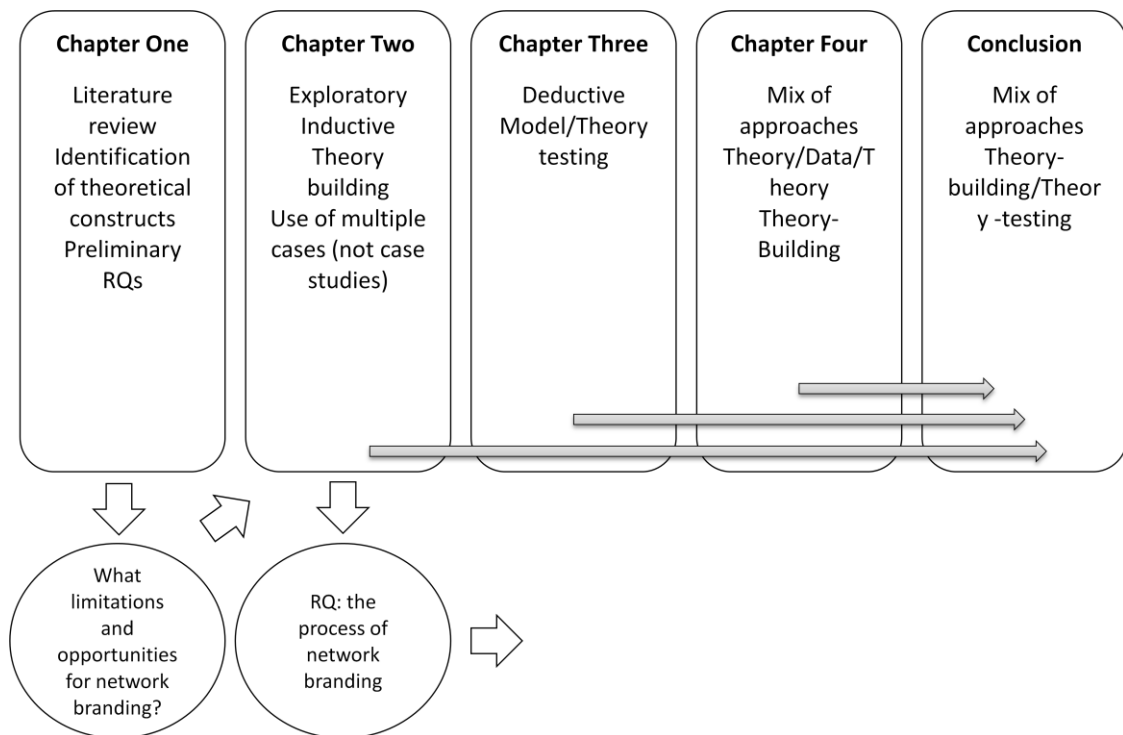 Chapter One
Literature
review
Identification
of theoretical
constructs
Preliminary
RQs
Chapter Two
Exploratory
Inductive
Theory
building
Use of multiple
cases (not case
studies)
Chapter Three
Deductive
Model/Theory
testing
Chapter Four
Mix of
approaches
Theory/Data/T
heory
Theory-
Building
Conclusion
Mix of
approaches
Theory-
building/Theor
y -testing
What
limitations
and
opportunities
for network
branding?
RQ: the
process of
network
branding